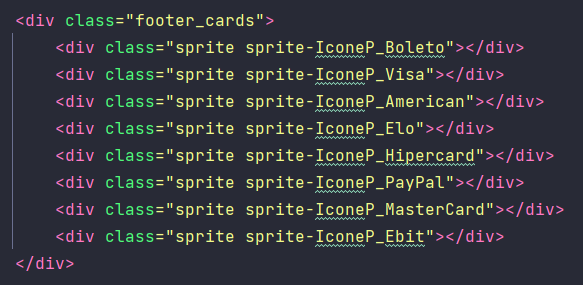 <div class="footer_cards">
<div class="sprite sprite-IconeP_Boleto"></div>
<div class="sprite sprite-IconeP_Visa"></div>
<div class="sprite sprite-IconeP_American"></div>
<div class="sprite sprite-IconeP_Elo"></div>
<div class="sprite sprite-IconeP_Hipercard"></div>
<div class="sprite sprite-IconeP_PayPal"></div>
<div class="sprite sprite-IconeP_MasterCard"></div>
<div class="sprite sprite-IconeP_Ebit"></div>
</div>